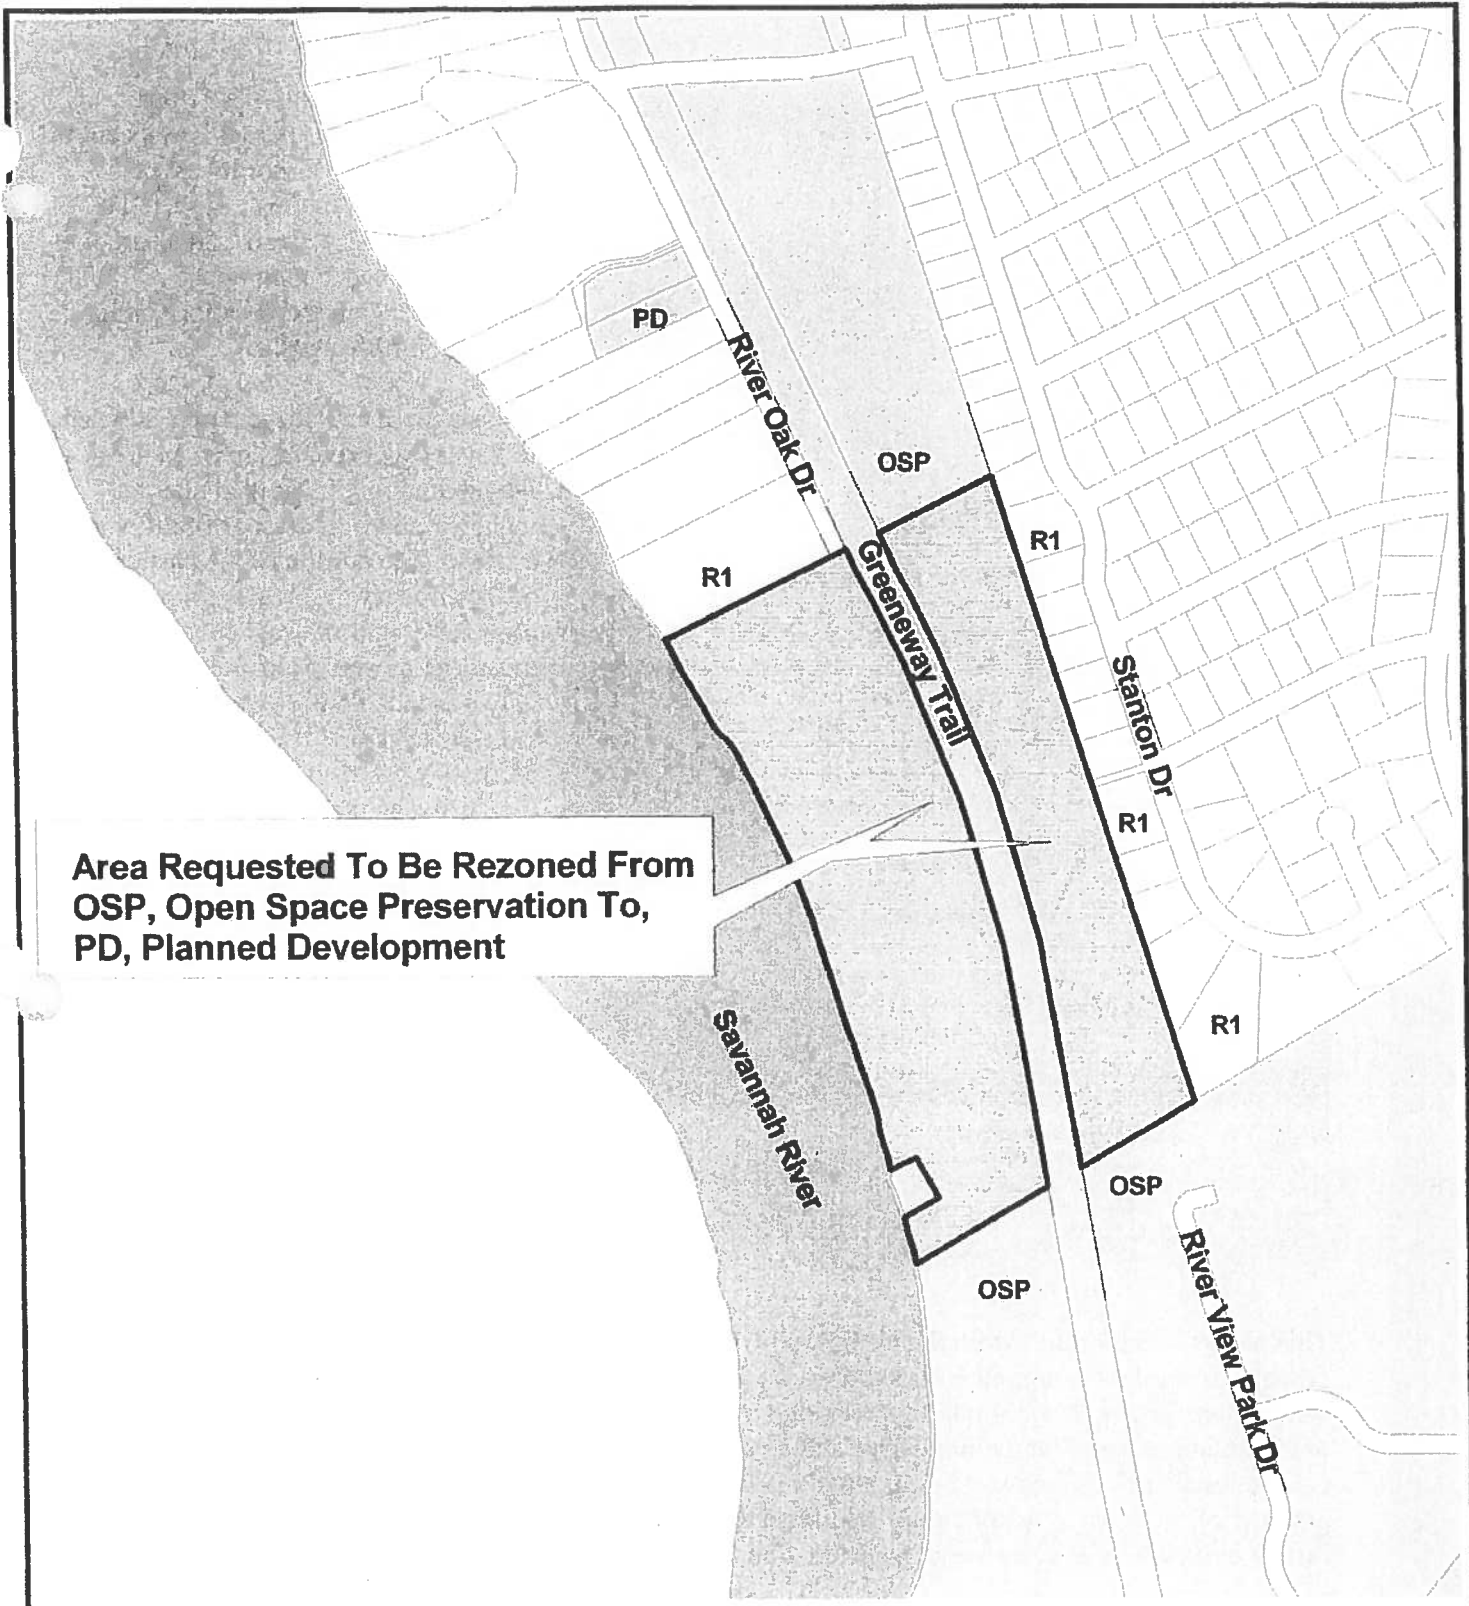 PD
River Oak Dr
OSP
R1
R1
Greeneway Trail
Stanton Dr
R1
Area Requested To Be Rezoned From
OSP, Open Space Preservation To,
PD, Planned Development
R1
Savannah River
OSP
OSP
River View Park Dr